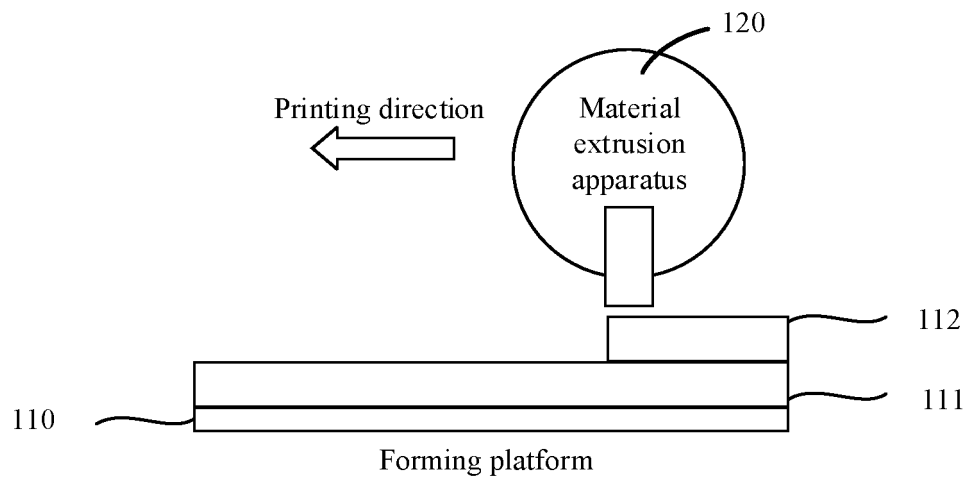 120
Printing direction
Material
extrusion
apparatus
112
111
110
Forming platform